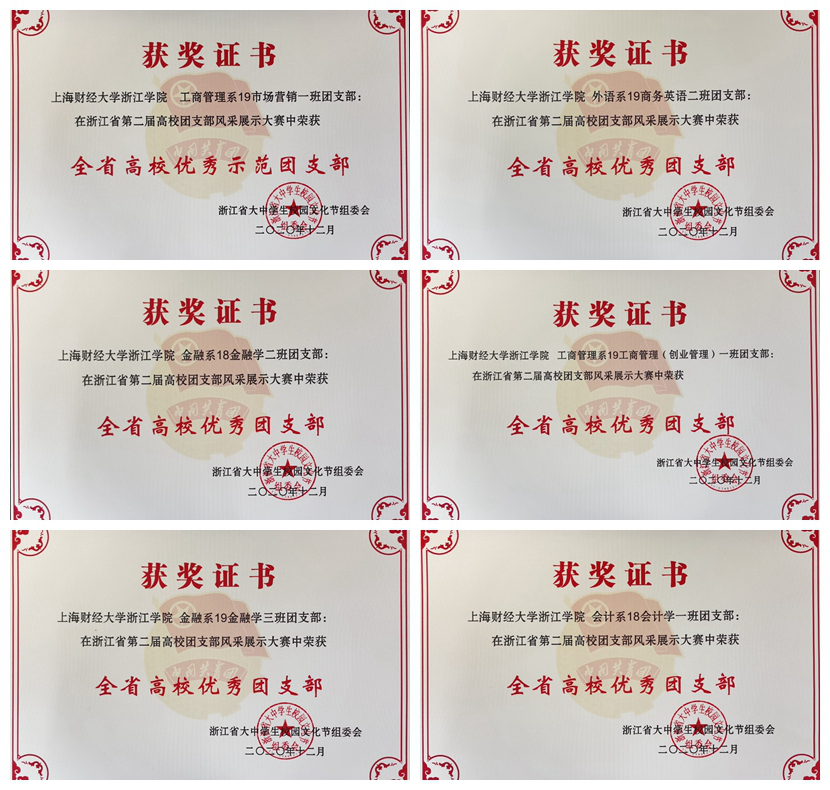 获奖证书
上海财经大学浙江学院 工商管理系19市场营销一班团支部:
在浙江省第二届高校团支部风采展示大赛中荣获
全省高校优秀示范团支部
浙江省大中学生校园文化节组委会
二〇二〇年十二月
获奖证书
上海财经大学浙江学院 外语系19商务英语二班团支部:
在浙江省第二届高校团支部风采展示大赛中荣获
全省高校优秀团支部
浙江省大中学生校园文化节组委会
二〇二〇年十二月
获奖证书
上海财经大学浙江学院 金融系18金融学二班团支部:
在浙江省第二届高校团支部风采展示大赛中荣获
全省高校优秀团支部
浙江省大中学生校园文化节组委会
二〇二〇年十二月
获奖证书
上海财经大学浙江学院 工商管理系19工商管理（创业管理）一班团支部:
在浙江省第二届高校团支部风采展示大赛中荣获
全省高校优秀团支部
浙江省大中学生校园文化节组委会
二〇二〇年十二月
获奖证书
上海财经大学浙江学院 金融系19金融学三班团支部:
在浙江省第二届高校团支部风采展示大赛中荣获
全省高校优秀团支部
浙江省大中学生校园文化节组委会
二〇二〇年十二月
获奖证书
上海财经大学浙江学院 会计系18会计学一班团支部:
在浙江省第二届高校团支部风采展示大赛中荣获
全省高校优秀团支部
浙江省大中学生校园文化节组委会
二〇二〇年十二月